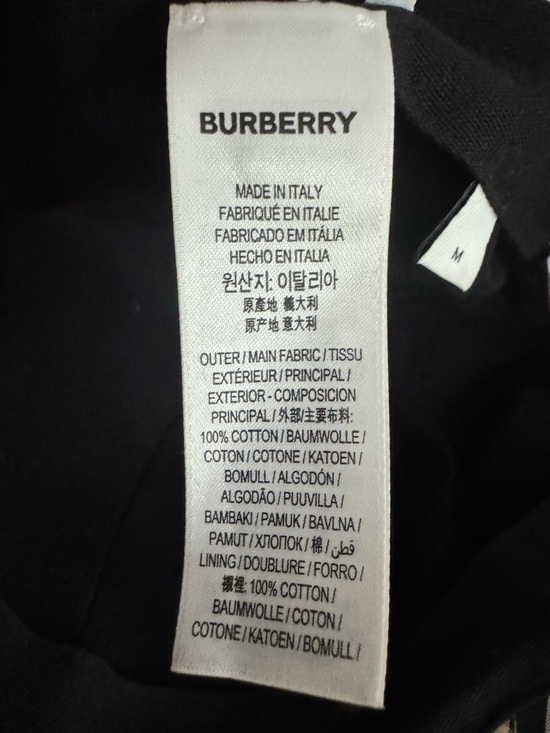 BURBERRY
MADE IN ITALY
FABRIQUÉ EN ITALIE
FABRICADO EM ITÁLIA
HECHO EN ITALIA
원산지: 이탈리아
原產地 義大利
原产地 意大利
OUTER / MAIN FABRIC / TISSU
EXTÉRIEUR / PRINCIPAL /
EXTERIOR - COMPOSICION
PRINCIPAL / 外部/主要布料:
100% COTTON / BAUMWOLLE /
COTON / COTONE / KATOEN /
BOMULL / ALGODÓN /
ALGODÃO / PUUVILLA /
BAMBAKI / PAMUK / BAVLNA /
PAMUT / ХЛОПОК / 棉 / قطن
LINING / DOUBLURE / FORRO /
襯裡: 100% COTTON /
BAUMWOLLE / COTON /
COTONE / KATOEN / BOMULL /
M